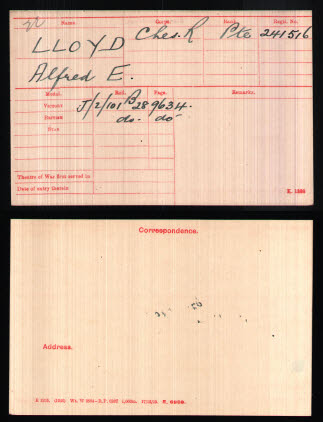 Name. Corps. Rank. Regtl. No.
LLOYD Ches. R Pte 241516
Alfred E.
Medal. Roll. Page. Remarks.
Victory J/2/101 B28 9634.
British do. do
Star
Theatre of War first served in
Date of entry therein
K. 1380
Correspondence.
Address.